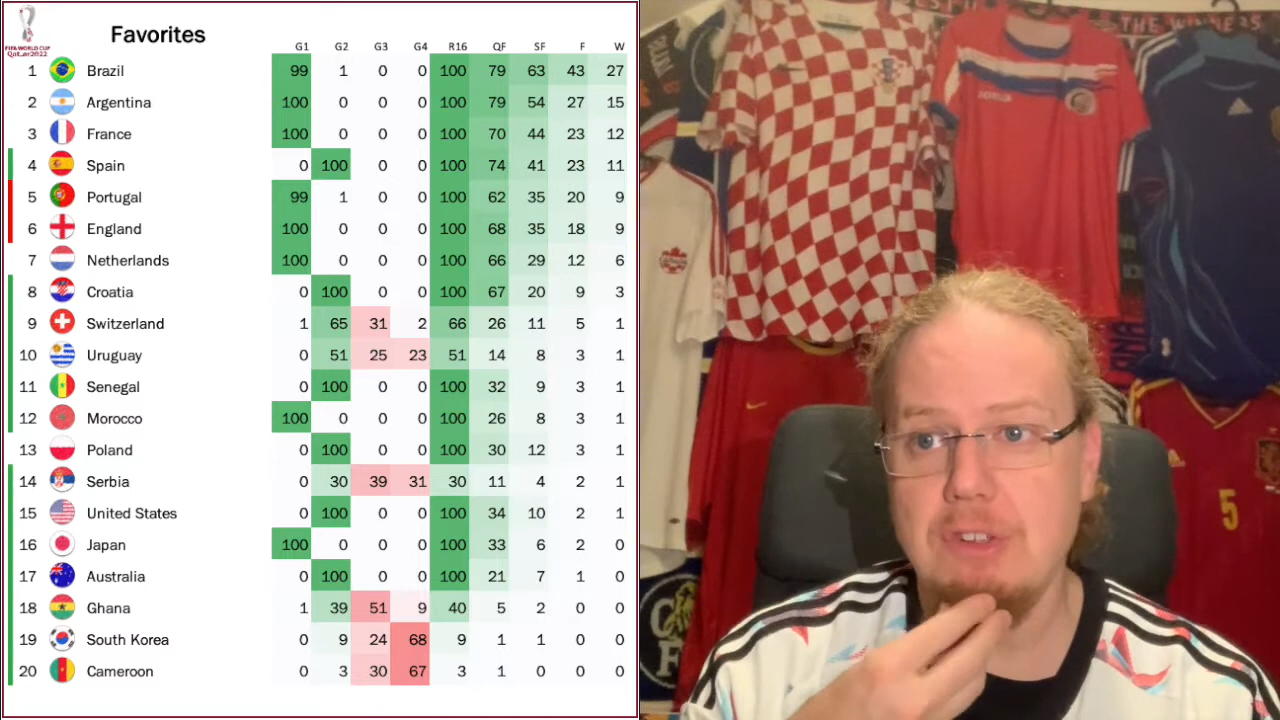 FIFA WORLD CUP
Qatar2022
Favorites
G1 G2 G3 G4 R16 QF SF F W
1 Brazil 99 1 0 0 100 79 63 43 27
2 Argentina 100 0 0 0 100 79 54 27 15
3 France 100 0 0 0 100 70 44 23 12
4 Spain 0 100 0 0 100 74 41 23 11
5 Portugal 99 1 0 0 100 62 35 20 9
6 England 100 0 0 0 100 68 35 18 9
7 Netherlands 100 0 0 0 100 66 29 12 6
8 Croatia 0 100 0 0 100 67 20 9 3
9 Switzerland 1 65 31 2 66 26 11 5 1
10 Uruguay 0 51 25 23 51 14 8 3 1
11 Senegal 0 100 0 0 100 32 9 3 1
12 Morocco 100 0 0 0 100 26 8 3 1
13 Poland 0 100 0 0 100 30 12 3 1
14 Serbia 0 30 39 31 30 11 4 2 1
15 United States 0 100 0 0 100 34 10 2 1
16 Japan 100 0 0 0 100 33 6 2 0
17 Australia 0 100 0 0 100 21 7 1 0
18 Ghana 1 39 51 9 40 5 2 0 0
19 South Korea 0 9 24 68 9 1 1 0 0
20 Cameroon 0 3 30 67 3 1 0 0 0
THE WINNERS
5